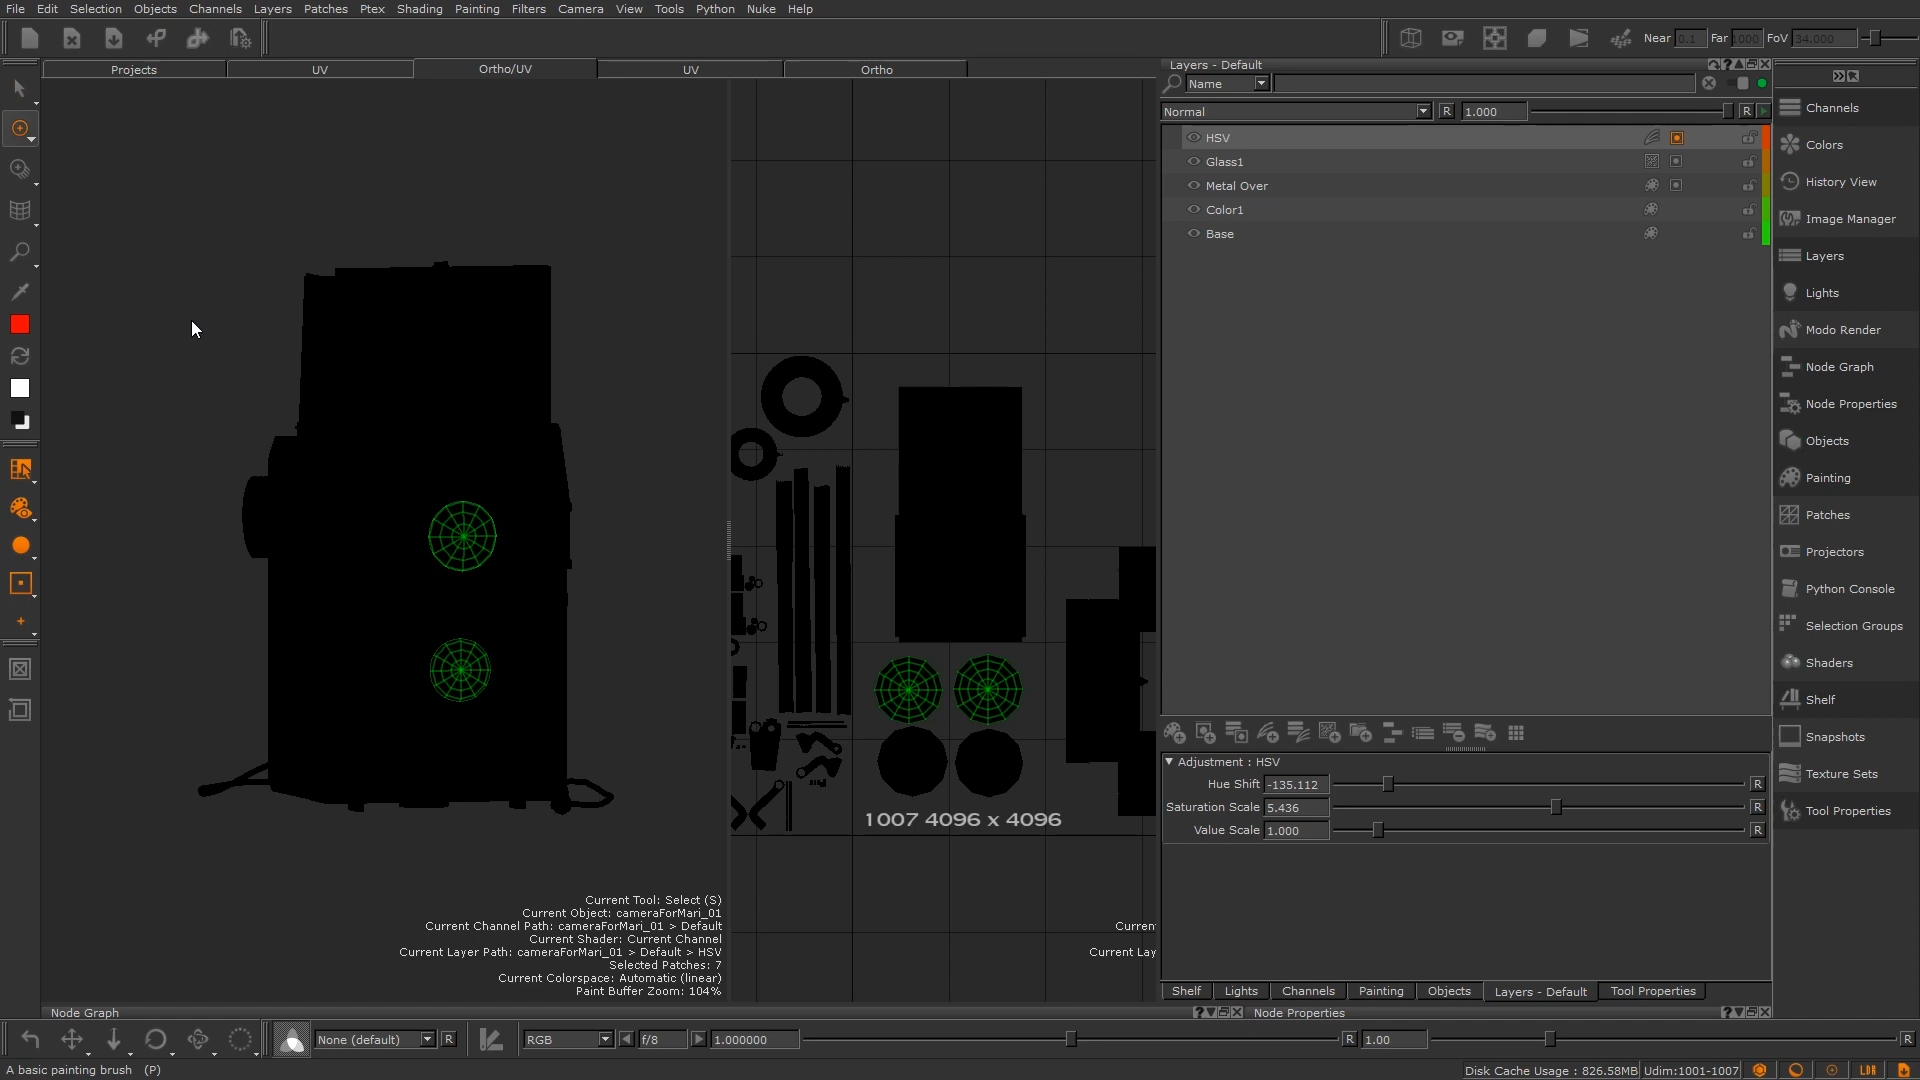 File Edit Selection Objects Channels Layers Patches Ptex Shading Painting Filters Camera View Tools Python Nuke Help
Near 0.1 Far 1000 FoV 34.000
Projects UV Ortho/UV UV Ortho
Layers - Default
Name
Normal R 1.000 R
HSV
Glass1
Metal Over
Color1
Base
Channels
Colors
History View
Image Manager
Layers
Lights
Modo Render
Node Graph
Node Properties
Objects
Painting
Patches
Projectors
Python Console
Selection Groups
Shaders
Shelf
Snapshots
Texture Sets
Tool Properties
1007 4096 x 4096
Adjustment : HSV
Hue Shift -135.112 R
Saturation Scale 5.436 R
Value Scale 1.000 R
Current Tool: Select (S)
Current Object: cameraForMari_01
Current Channel Path: cameraForMari_01 > Default
Current Shader: Current Channel
Current Layer Path: cameraForMari_01 > Default > HSV
Selected Patches: 7
Current Colorspace: Automatic (linear)
Paint Buffer Zoom: 104%
Curren
Current Lay
Shelf Lights Channels Painting Objects Layers - Default Tool Properties
Node Graph
Node Properties
None (default) R RGB f/8 1.000000 R 1.00 R
A basic painting brush (P)
Disk Cache Usage : 826.58MB Udim:1001-1007 LDR